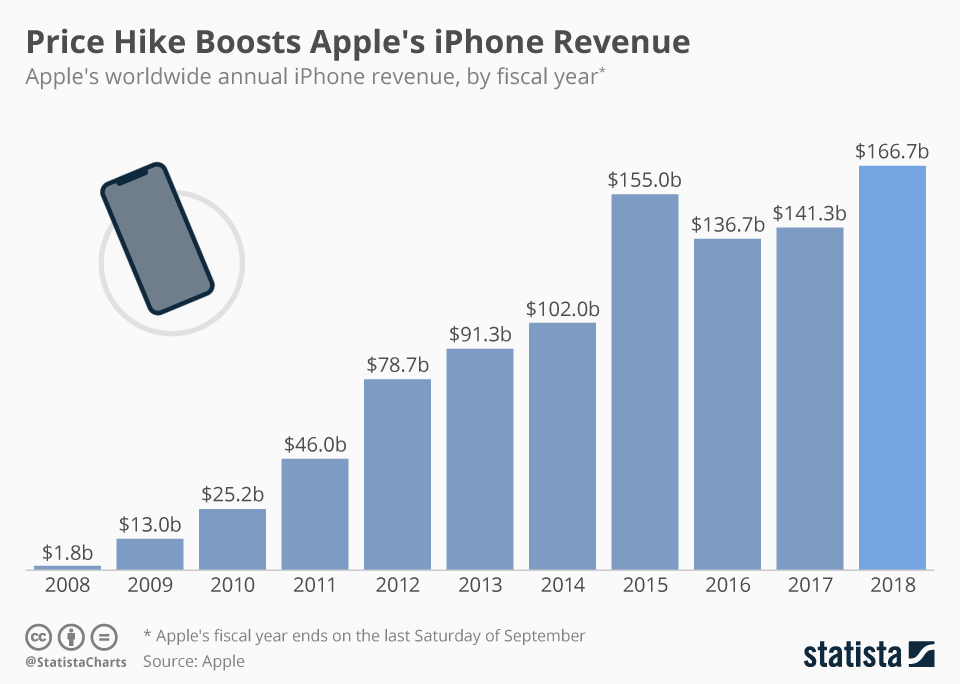 Price Hike Boosts Apple's iPhone Revenue
Apple's worldwide annual iPhone revenue, by fiscal year*
$166.7b
$155.0b
$136.7b
$141.3b
$102.0b
$91.3b
$78.7b
$46.0b
$25.2b
$13.0b
$1.8b
2008 2009 2010 2011 2012 2013 2014 2015 2016 2017 2018
cc
* Apple's fiscal year ends on the last Saturday of September
@StatistaCharts
Source: Apple
statista